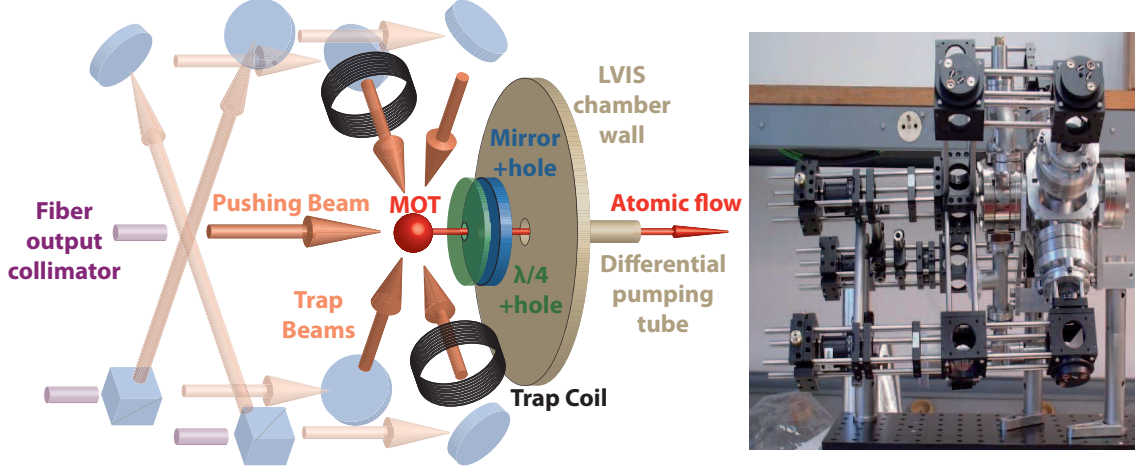 LVIS
chamber
wall
Mirror
+hole
Pushing Beam
MOT
Atomic flow
Fiber
output
collimator
λ/4
+hole
Differential
pumping
tube
Trap
Beams
Trap Coil